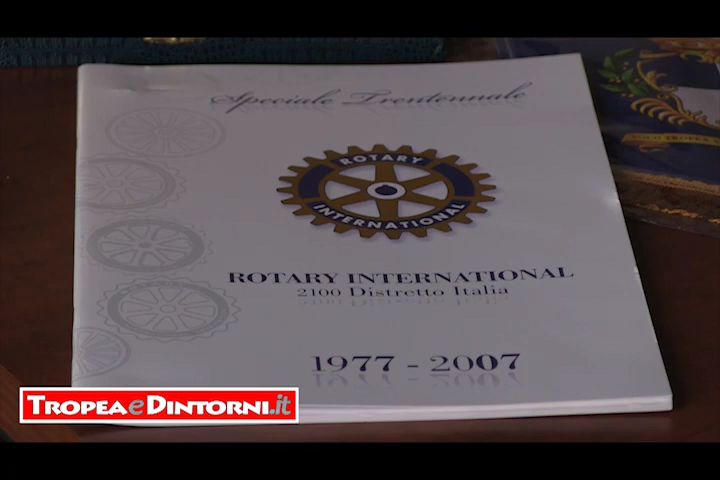 Speciale Trentennale
ROTARY
INTERNATIONAL
ROTARY INTERNATIONAL
2100 Distretto Italia
1977 - 2007
TROPEAeDINTORNI.it